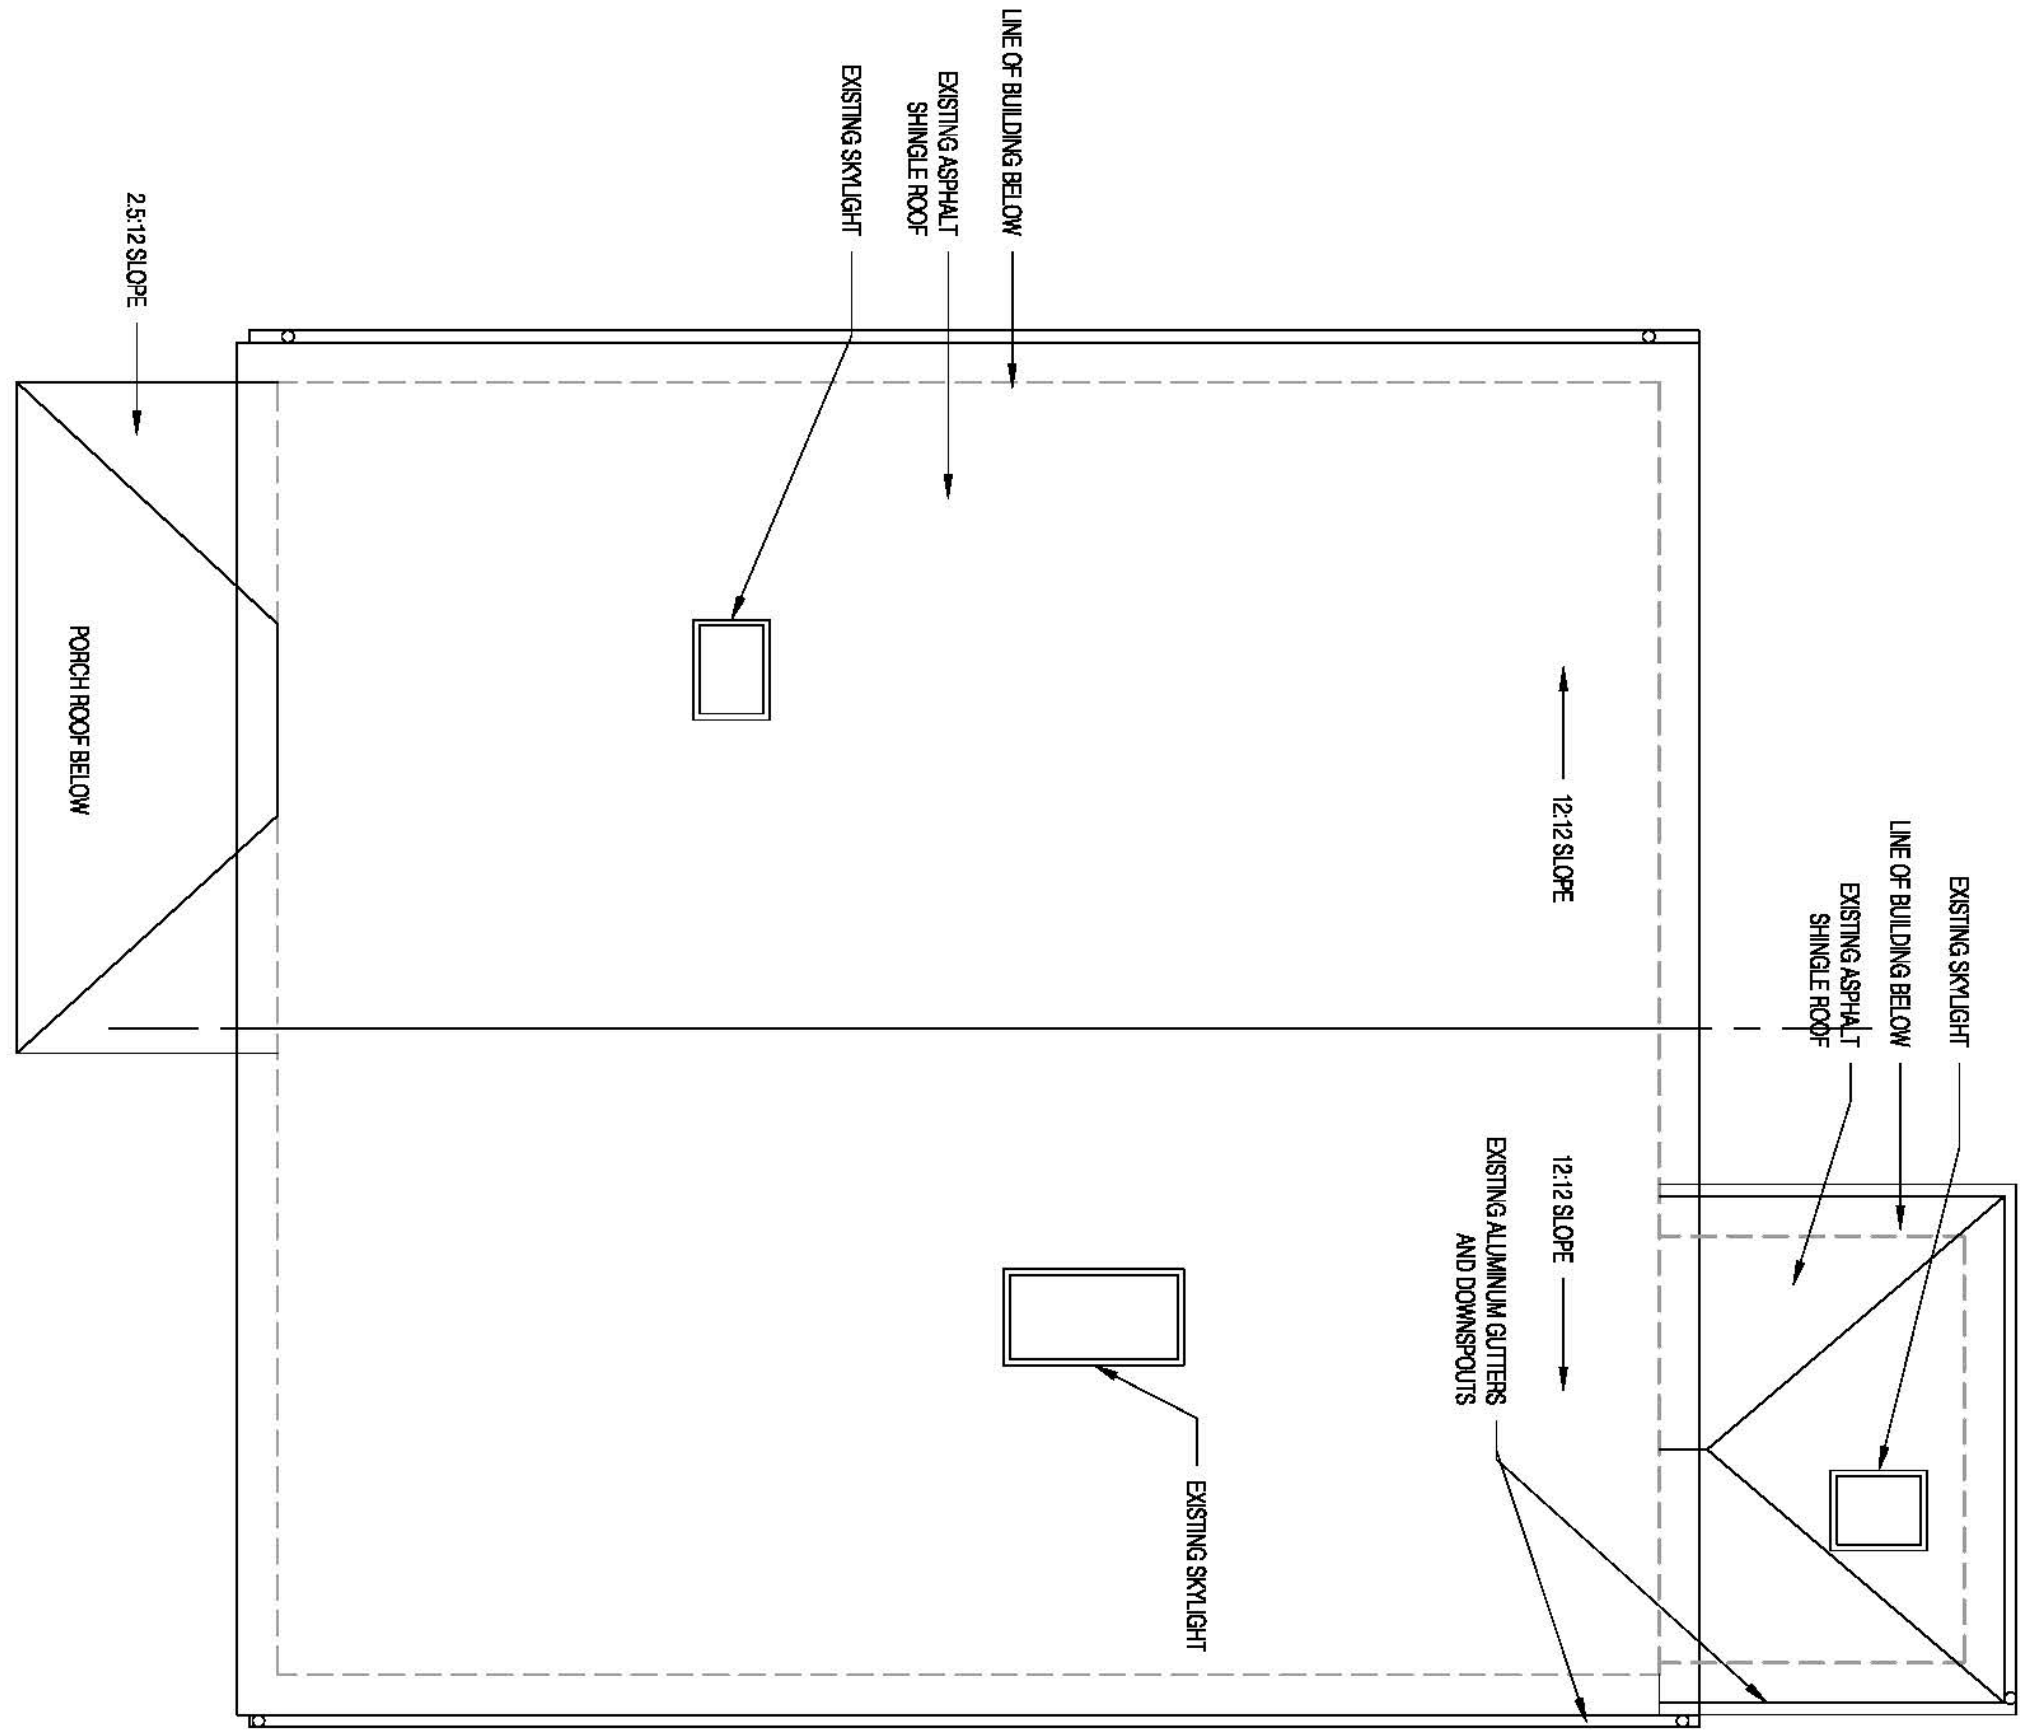 EXISTING SKYLIGHT
LINE OF BUILDING BELOW
EXISTING ASPHALT
SHINGLE ROOF
12:12 SLOPE
12:12 SLOPE
EXISTING ALUMINUM GUTTERS
AND DOWNSPOUTS
EXISTING SKYLIGHT
LINE OF BUILDING BELOW
EXISTING ASPHALT
SHINGLE ROOF
EXISTING SKYLIGHT
2.5:12 SLOPE
PORCH ROOF BELOW